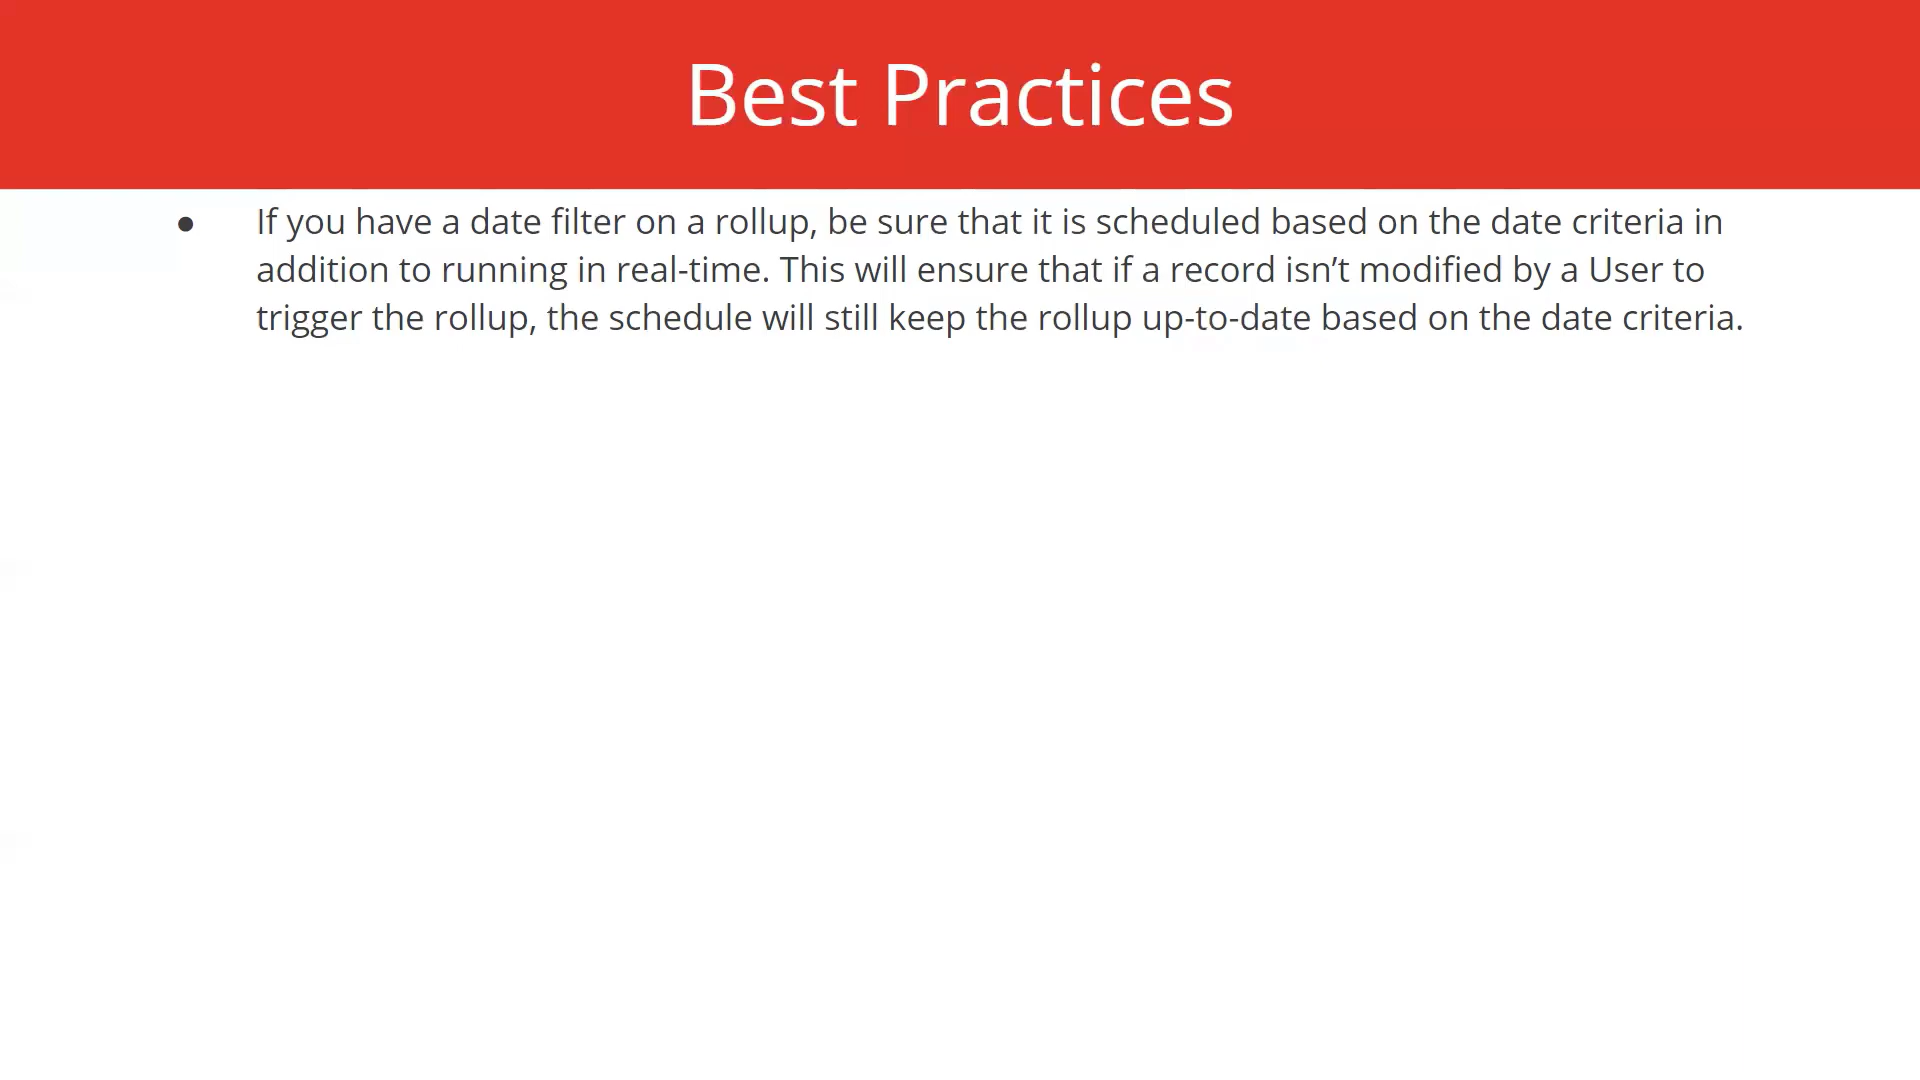 Best Practices
● If you have a date filter on a rollup, be sure that it is scheduled based on the date criteria in
addition to running in real-time. This will ensure that if a record isn’t modified by a User to
trigger the rollup, the schedule will still keep the rollup up-to-date based on the date criteria.